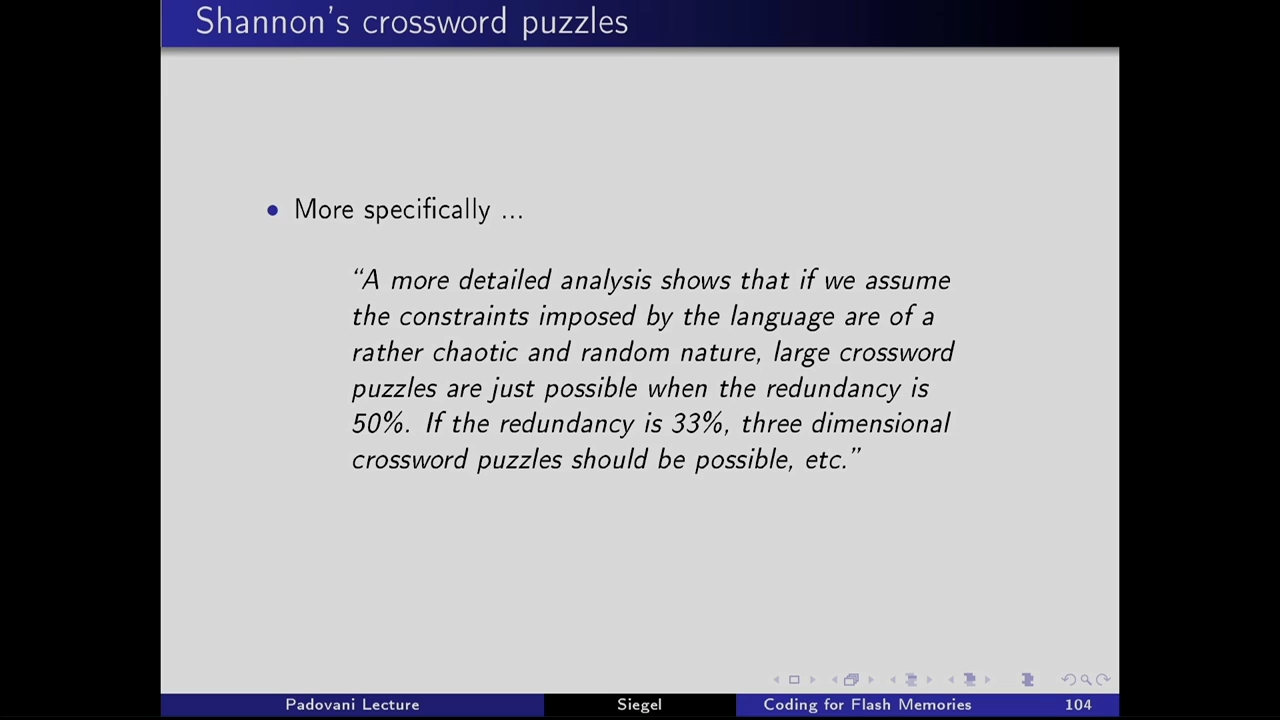 Shannon's crossword puzzles
• More specifically ...
“A more detailed analysis shows that if we assume
the constraints imposed by the language are of a
rather chaotic and random nature, large crossword
puzzles are just possible when the redundancy is
50%. If the redundancy is 33%, three dimensional
crossword puzzles should be possible, etc.”
Padovani Lecture Siegel Coding for Flash Memories 104